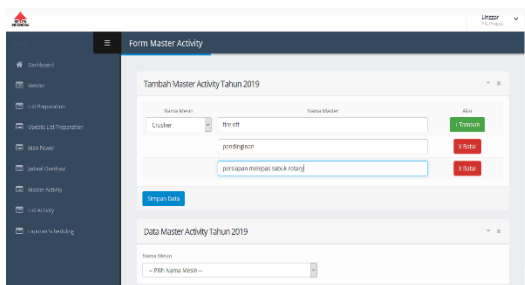 Linggar
Form Master Activity
Dashboard
Vendor
List Preparation
Update List Preparation
Man Power
Jadwal Overhaul
Master Activity
List Activity
Laporan Scheduling
Tambah Master Activity Tahun 2019
Nama Mesin
Nama Master
Aksi
Crusher
fire off
+ Tambah
pendinginan
X Batal
persiapan melepas sabuk rotary
X Batal
Simpan Data
Data Master Activity Tahun 2019
Nama Mesin
-- Pilih Nama Mesin --